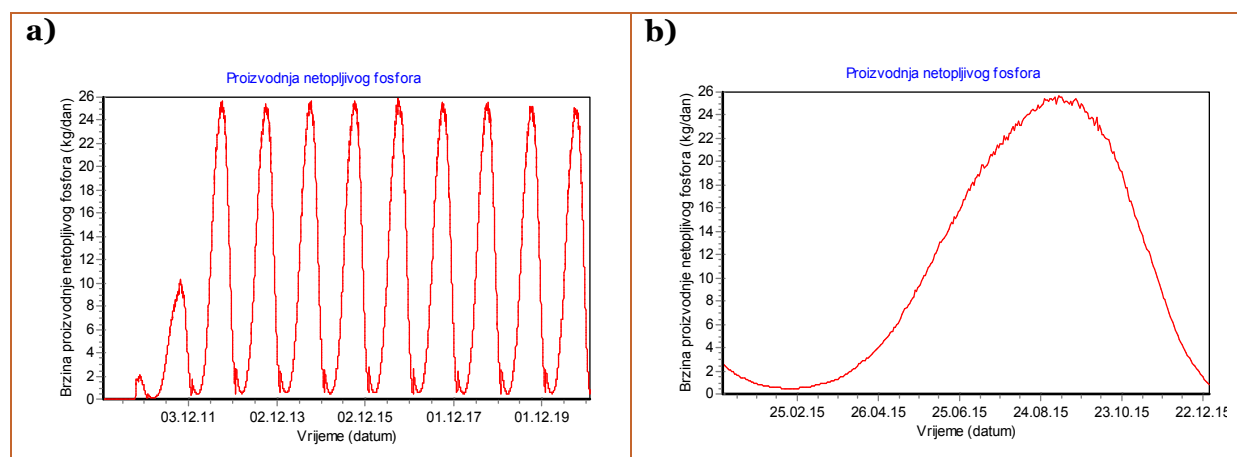 a)
Proizvodnja netopljivog fosfora
Brzina proizvodnje netopljivog fosfora (kg/dan)
26
24
22
20
18
16
14
12
10
8
6
4
2
0
03.12.11 02.12.13 02.12.15 01.12.17 01.12.19
Vrijeme (datum)
b)
Proizvodnja netopljivog fosfora
Brzina proizvodnje netopljivog fosfora (kg/dan)
26
24
22
20
18
16
14
12
10
8
6
4
2
0
25.02.15 26.04.15 25.06.15 24.08.15 23.10.15 22.12.15
Vrijeme (datum)